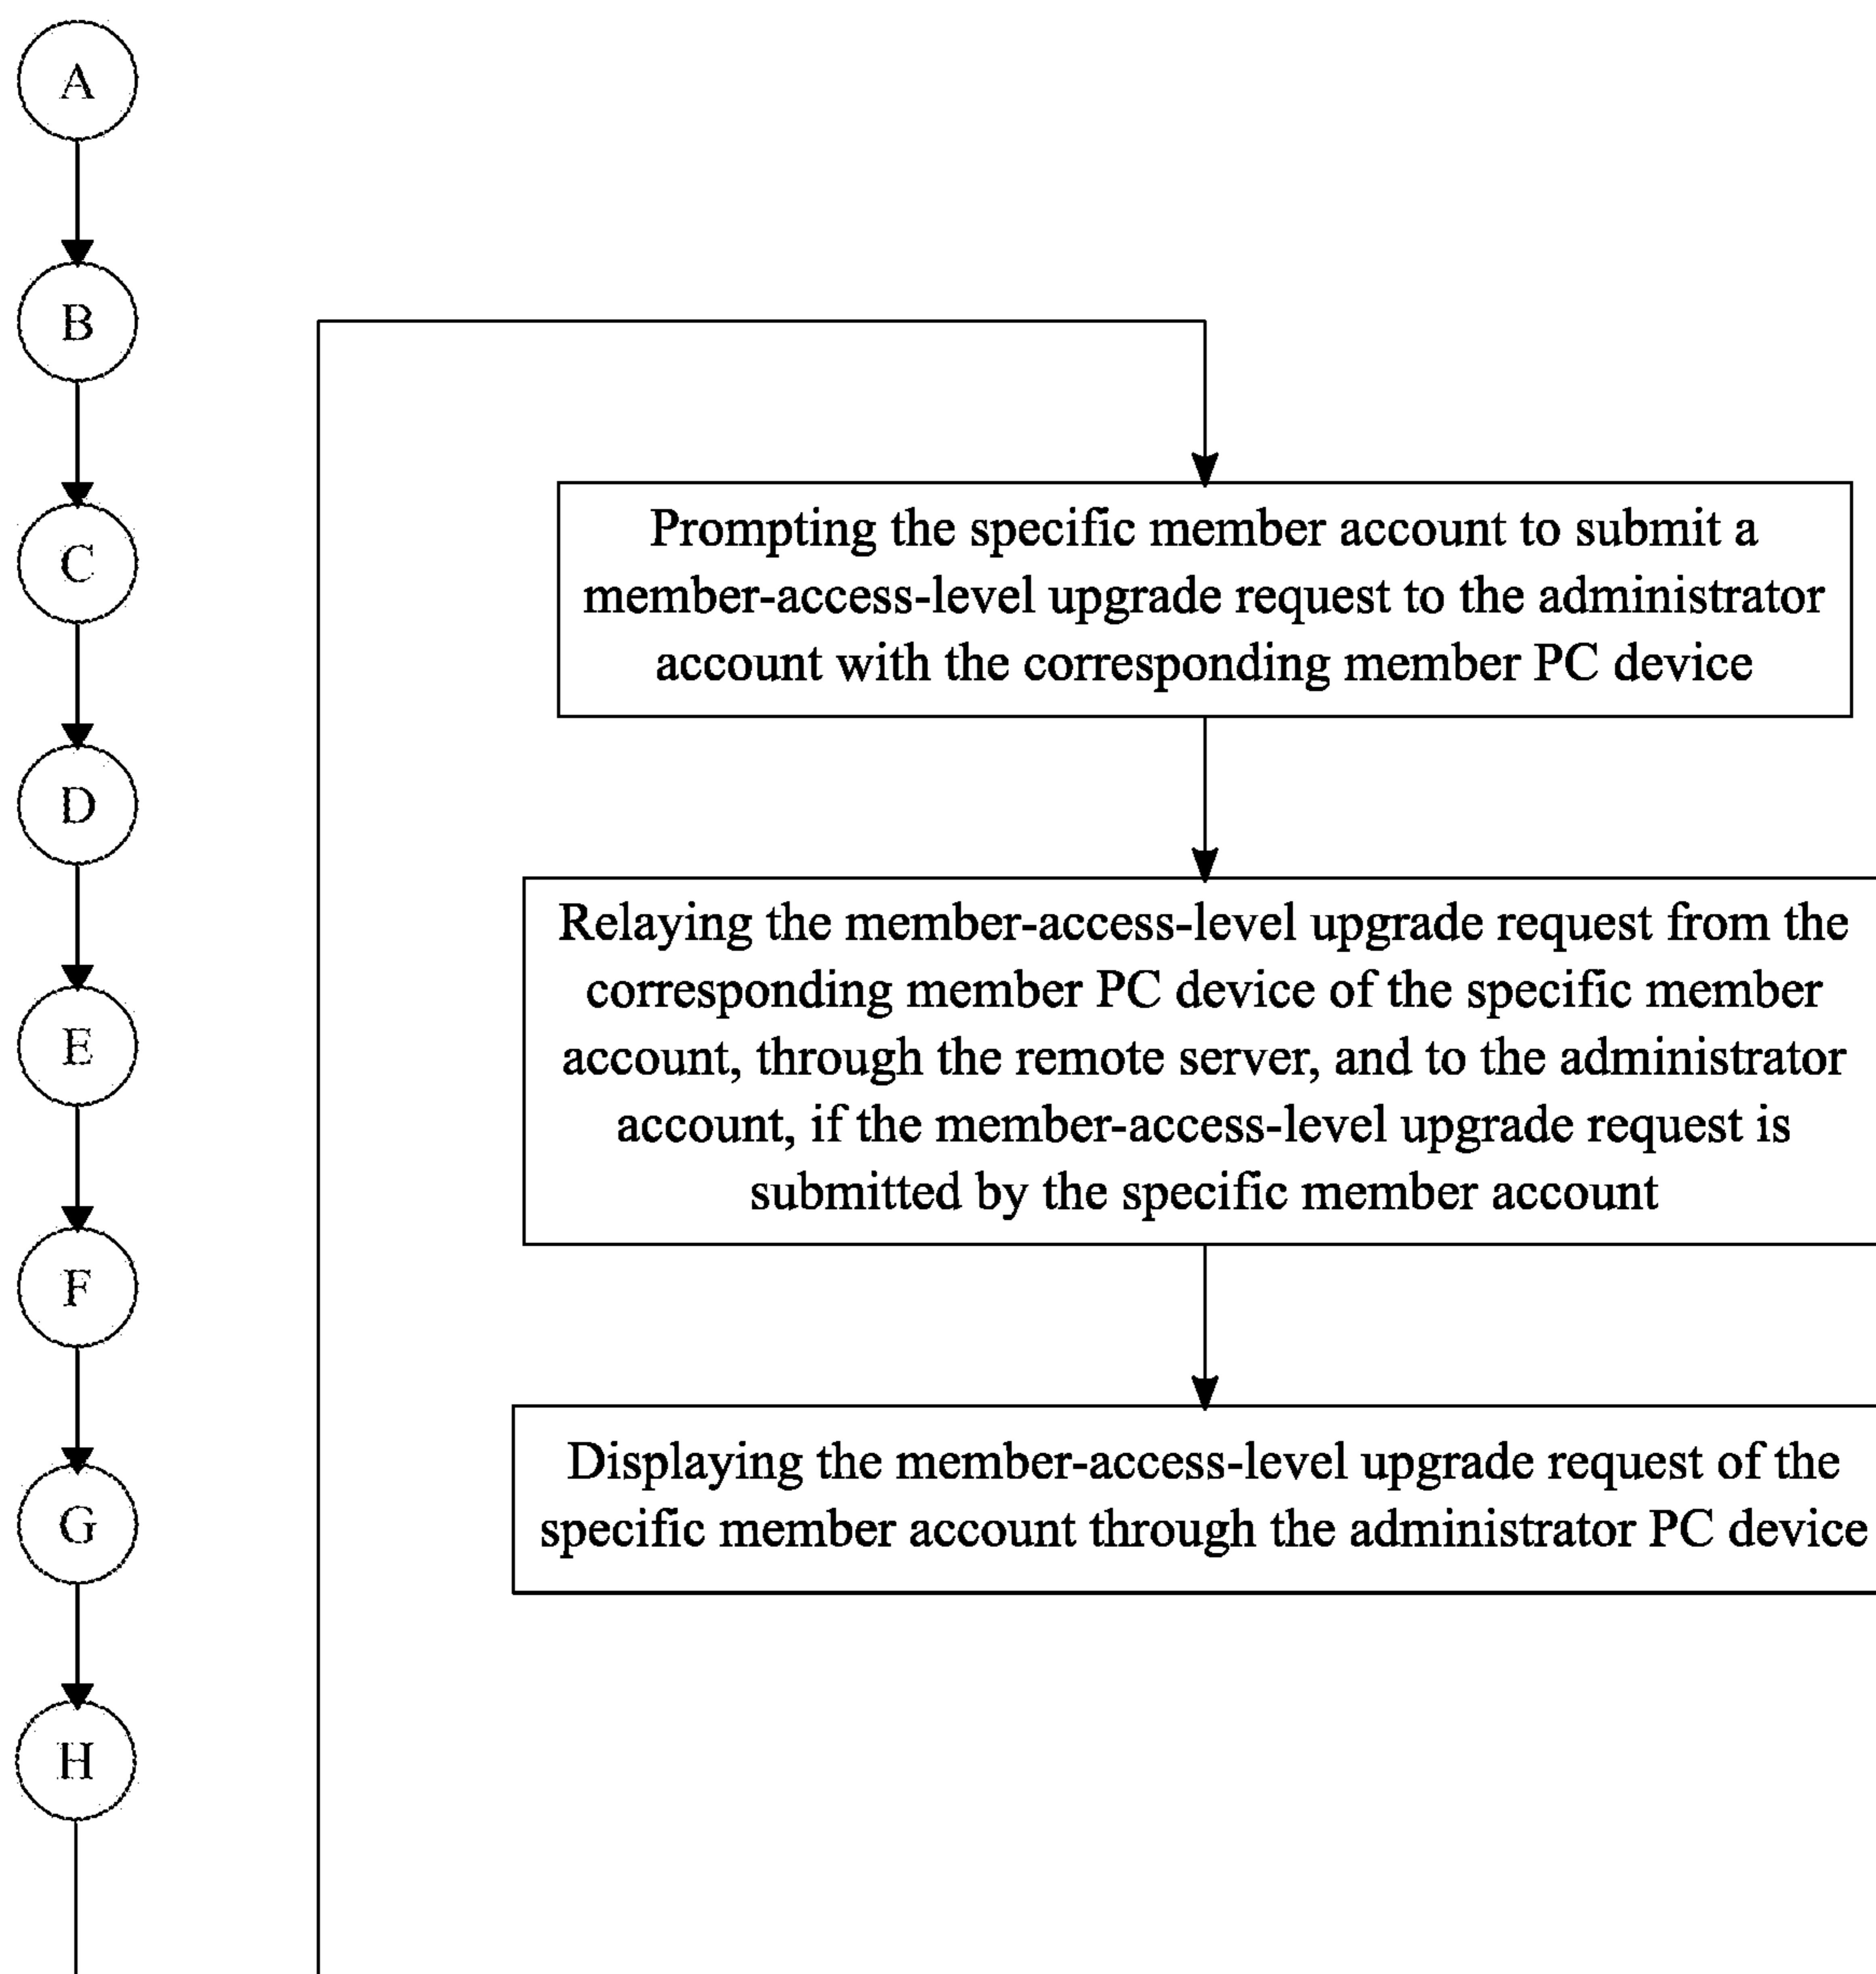 A
B
C
D
E
F
G
H
Prompting the specific member account to submit a
member-access-level upgrade request to the administrator
account with the corresponding member PC device
Relaying the member-access-level upgrade request from the
corresponding member PC device of the specific member
account, through the remote server, and to the administrator
account, if the member-access-level upgrade request is
submitted by the specific member account
Displaying the member-access-level upgrade request of the
specific member account through the administrator PC device